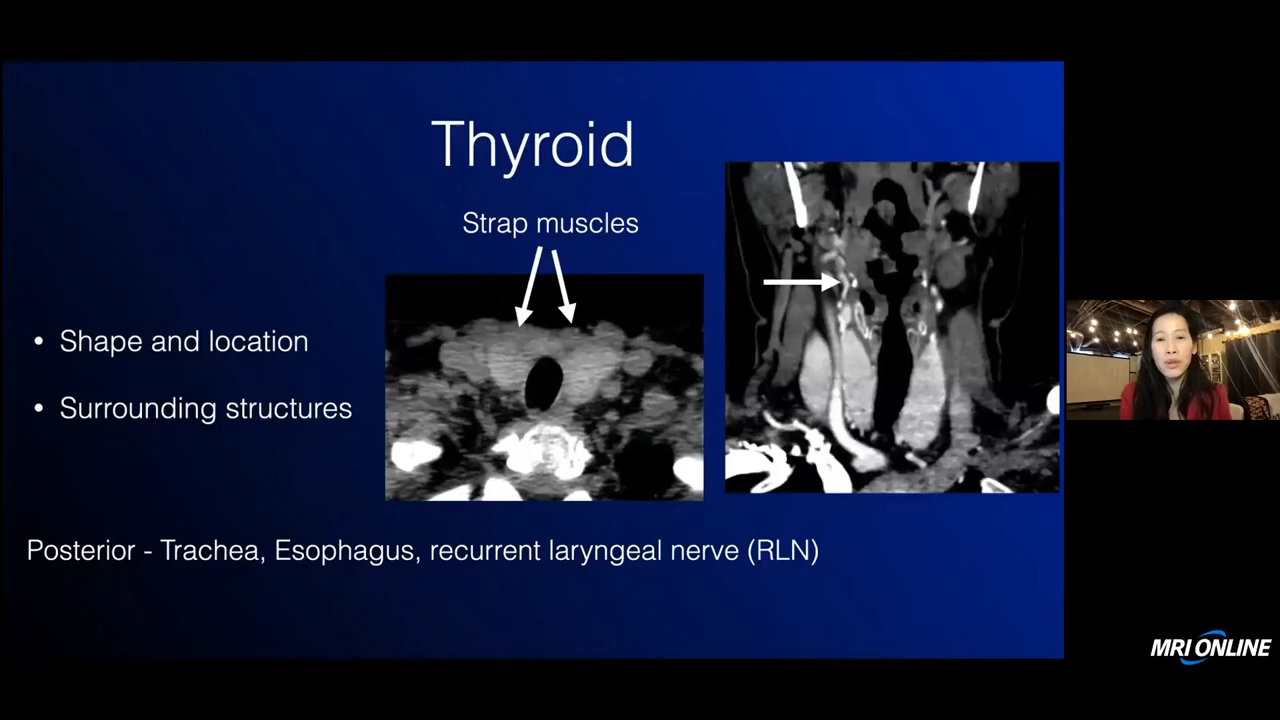 Thyroid
Strap muscles
• Shape and location
• Surrounding structures
Posterior - Trachea, Esophagus, recurrent laryngeal nerve (RLN)
MRI ONLINE